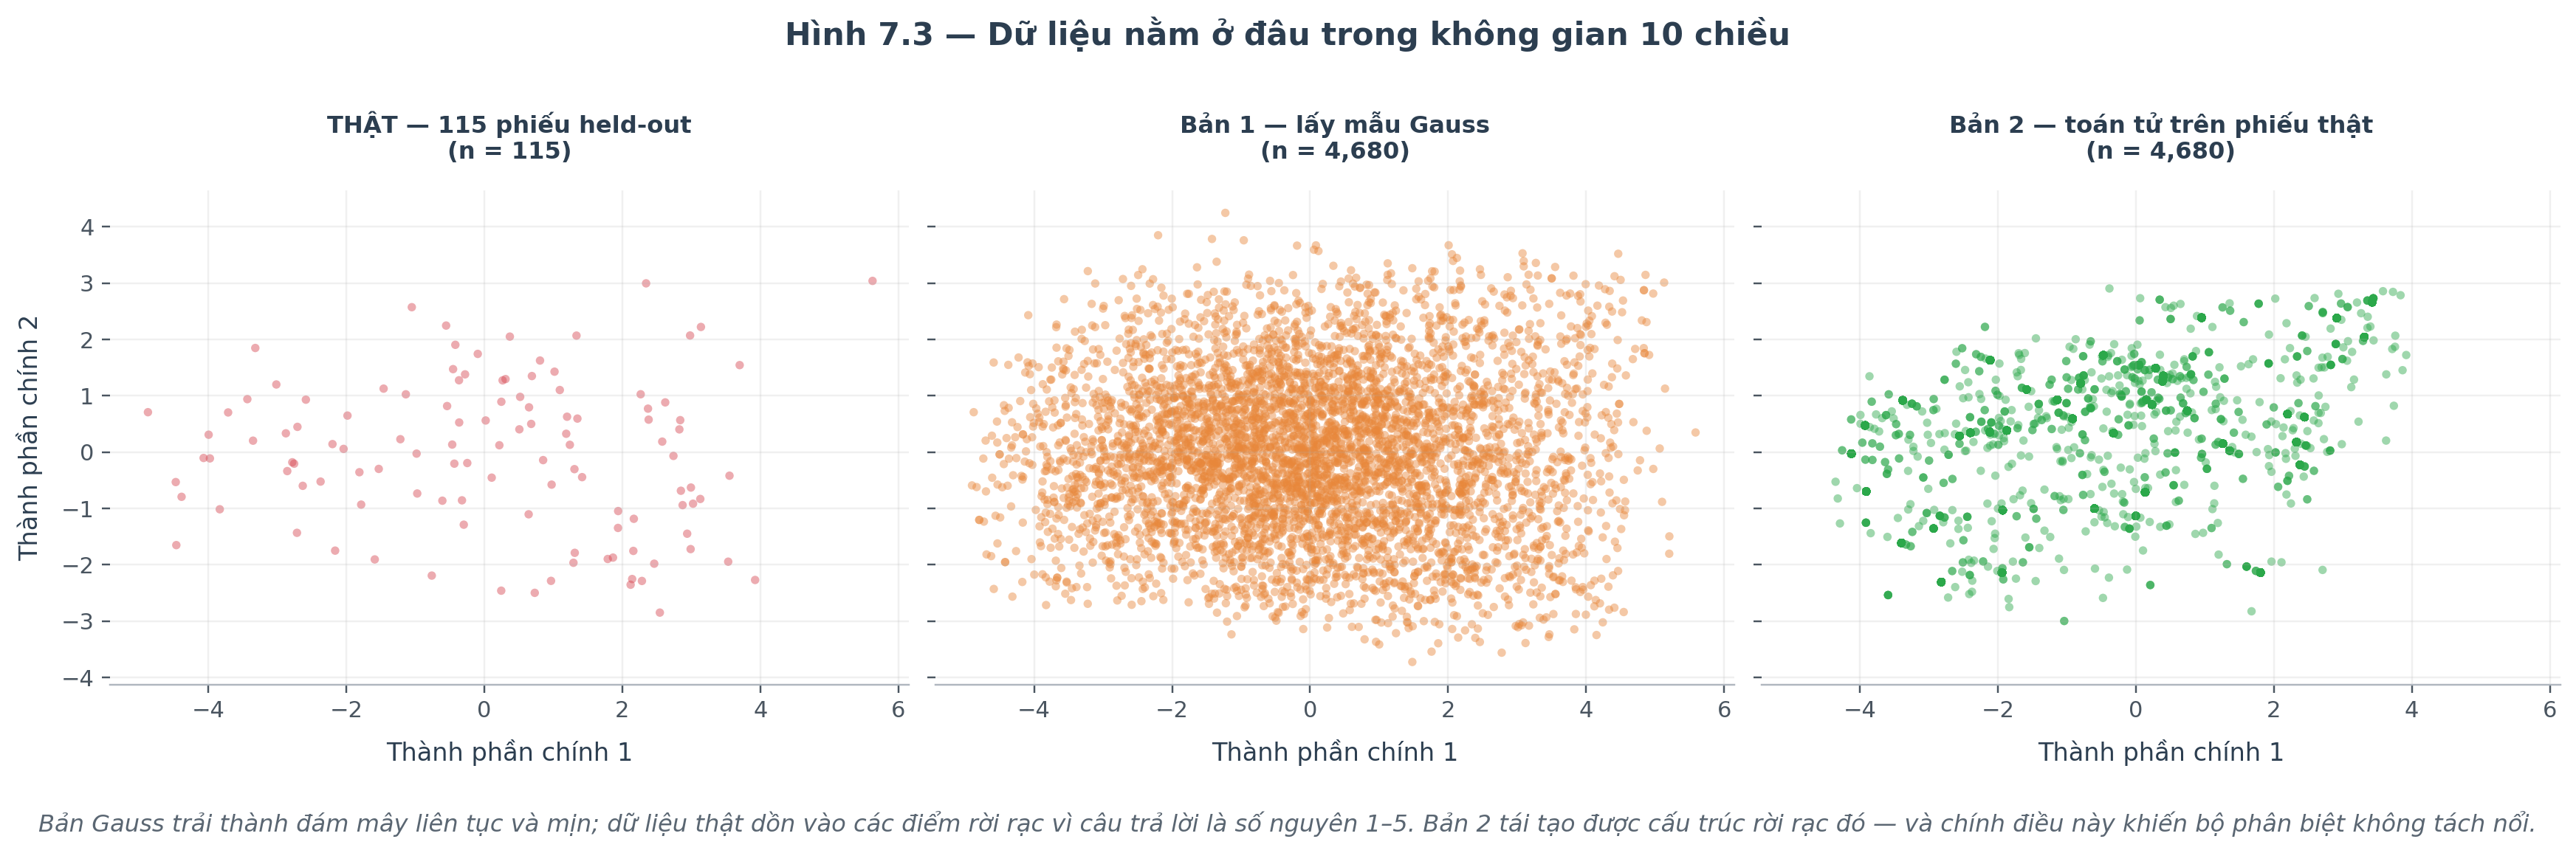 Hình 7.3 — Dữ liệu nằm ở đâu trong không gian 10 chiều
THẬT — 115 phiếu held-out
(n = 115)
Bản 1 — lấy mẫu Gauss
(n = 4,680)
Bản 2 — toán tử trên phiếu thật
(n = 4,680)
Thành phần chính 2
4
3
2
1
0
−1
−2
−3
−4
−4 −2 0 2 4 6
−4 −2 0 2 4 6
−4 −2 0 2 4 6
Thành phần chính 1
Thành phần chính 1
Thành phần chính 1
Bản Gauss trải thành đám mây liên tục và mịn; dữ liệu thật dồn vào các điểm rời rạc vì câu trả lời là số nguyên 1–5. Bản 2 tái tạo được cấu trúc rời rạc đó — và chính điều này khiến bộ phân biệt không tách nổi.